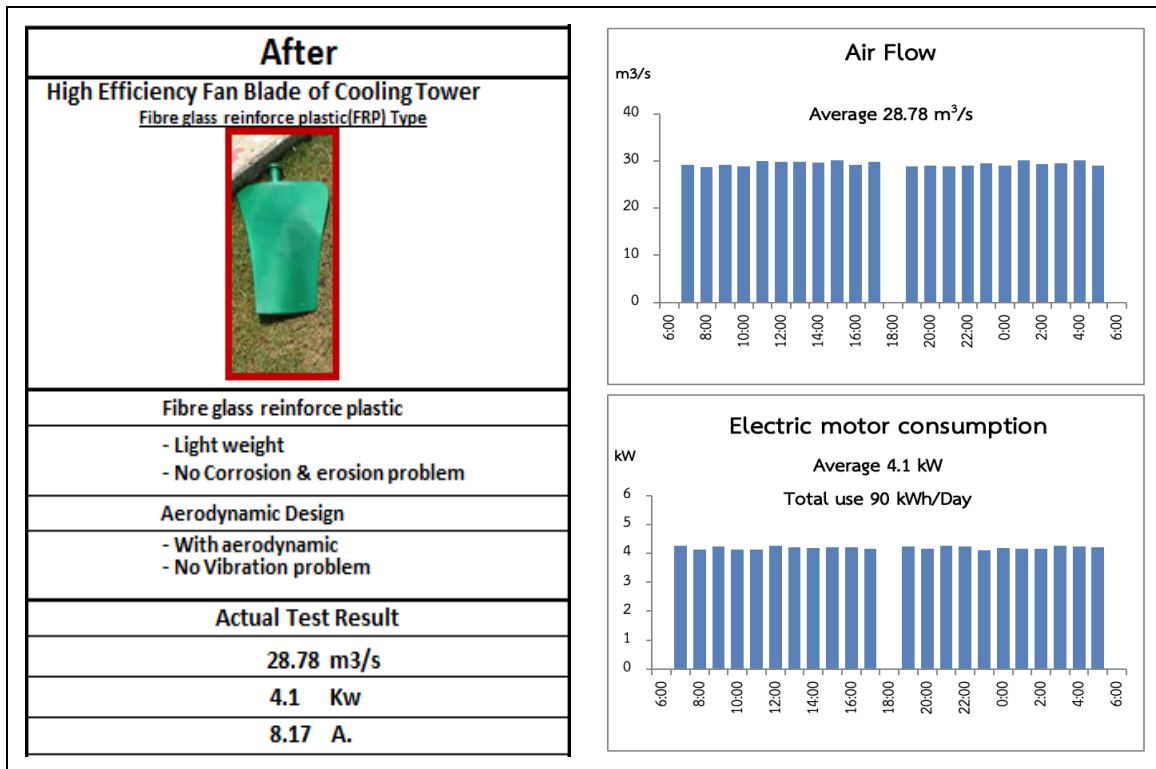 After
High Efficiency Fan Blade of Cooling Tower
Fibre glass reinforce plastic(FRP) Type
Fibre glass reinforce plastic
- Light weight
- No Corrosion & erosion problem
Aerodynamic Design
- With aerodynamic
- No Vibration problem
Actual Test Result
28.78 m3/s
4.1 Kw
8.17 A.
Air Flow
m3/s
Average 28.78 m³/s
40
30
20
10
0
6:00 8:00 10:00 12:00 14:00 16:00 18:00 20:00 22:00 0:00 2:00 4:00 6:00
Electric motor consumption
kW
Average 4.1 kW
Total use 90 kWh/Day
6
5
4
3
2
1
0
6:00 8:00 10:00 12:00 14:00 16:00 18:00 20:00 22:00 0:00 2:00 4:00 6:00